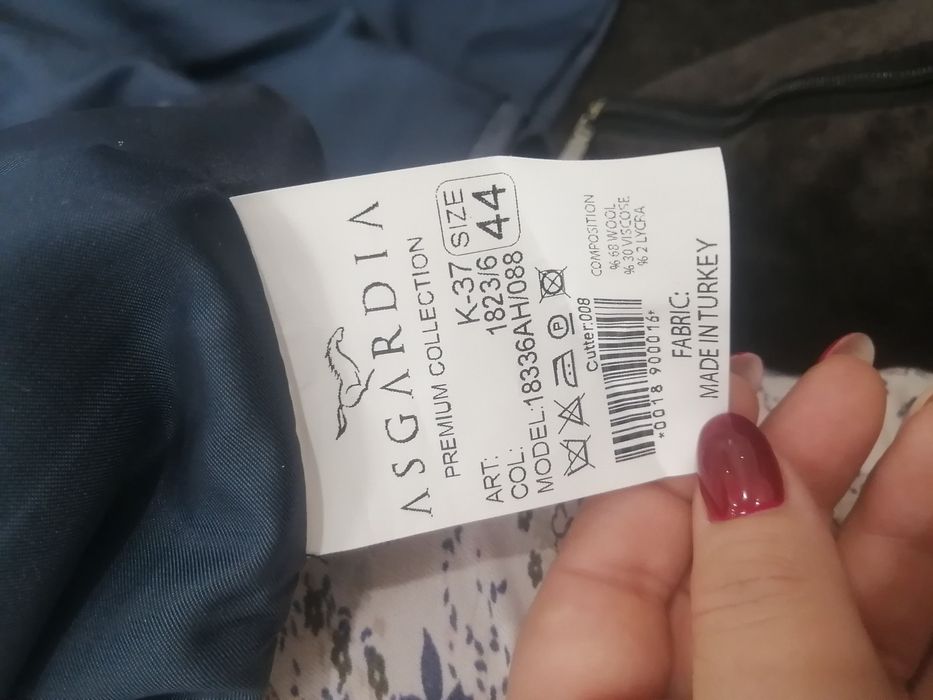 ASGARDIA
PREMIUM COLLECTION
SIZE
44
ART: K-37
COL: 1823/6
MODEL:18336AH/088
P
Cutter:008
*0018 900016*
COMPOSITION
% 68 WOOL
% 30 VISCOSE
% 2 LYCRA
FABRIC:
MADE IN TURKEY